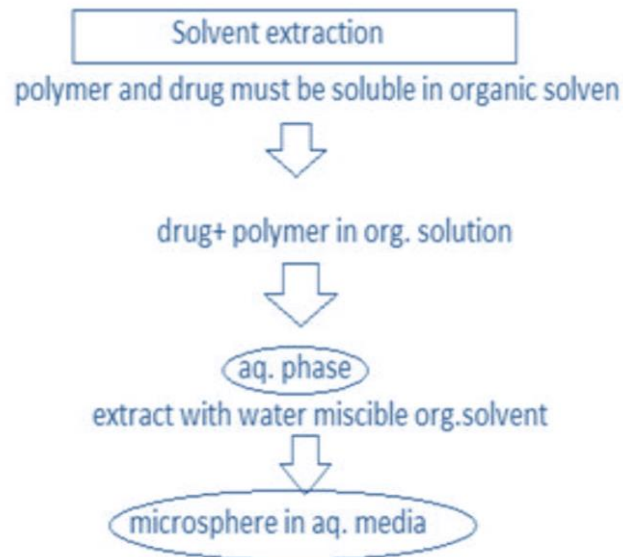 Solvent extraction
polymer and drug must be soluble in organic solven
drug+ polymer in org. solution
aq. phase
extract with water miscible org.solvent
microsphere in aq. media